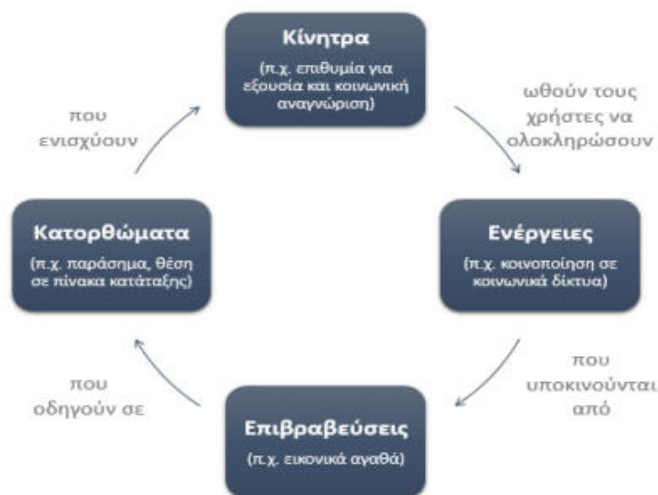 Κίνητρα
(π.χ. επιθυμία για
εξουσία και κοινωνική
αναγνώριση)
ωθούν τους
χρήστες να
ολοκληρώσουν
Ενέργειες
(π.χ. κοινοποίηση σε
κοινωνικά δίκτυα)
που
υποκινούνται
από
Επιβραβεύσεις
(π.χ. εικονικά αγαθά)
που
οδηγούν σε
Κατορθώματα
(π.χ. παράσημα, θέση
σε πίνακα κατάταξης)
που
ενισχύουν